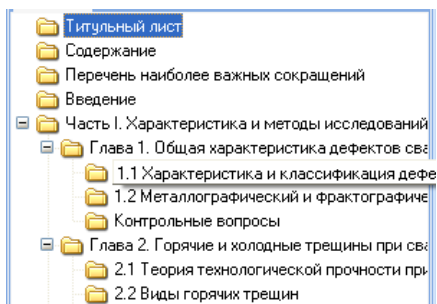 Титульный лист
Содержание
Перечень наиболее важных сокращений
Введение
Часть I. Характеристика и методы исследований
Глава 1. Общая характеристика дефектов сва
1.1 Характеристика и классификация дефе
1.2 Металлографический и фрактографиче
Контрольные вопросы
Глава 2. Горячие и холодные трещины при сва
2.1 Теория технологической прочности при
2.2 Виды горячих трещин